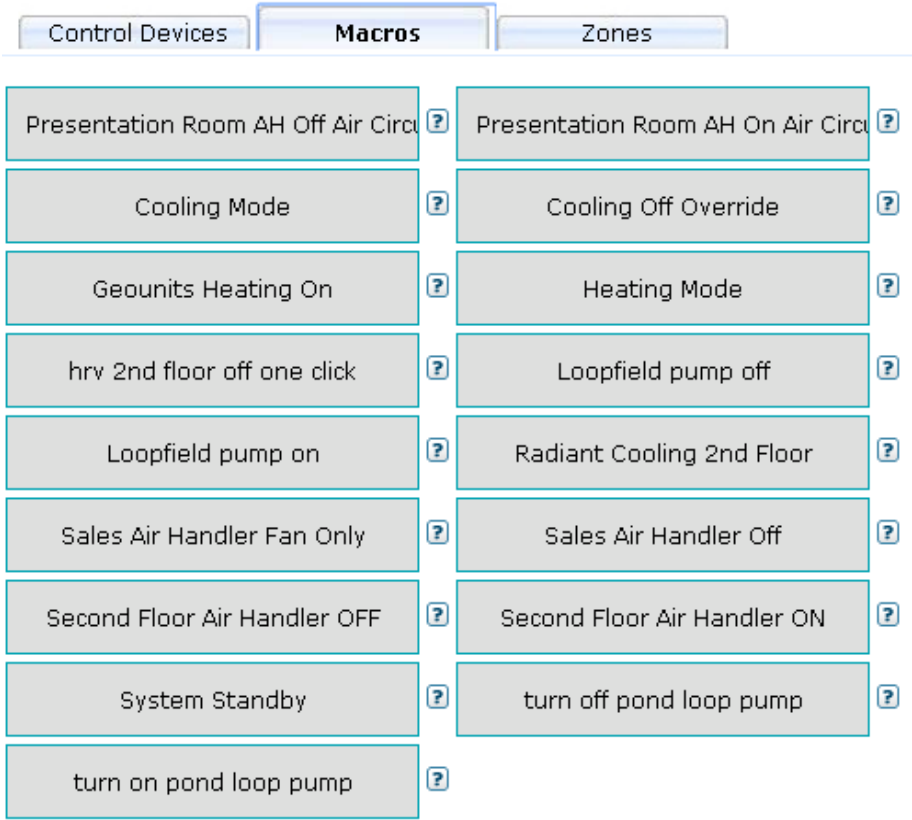 Control Devices Macros Zones
Presentation Room AH Off Air Circu ? Presentation Room AH On Air Circu ?
Cooling Mode ? Cooling Off Override ?
Geounits Heating On ? Heating Mode ?
hrv 2nd floor off one click ? Loopfield pump off ?
Loopfield pump on ? Radiant Cooling 2nd Floor ?
Sales Air Handler Fan Only ? Sales Air Handler Off ?
Second Floor Air Handler OFF ? Second Floor Air Handler ON ?
System Standby ? turn off pond loop pump ?
turn on pond loop pump ?